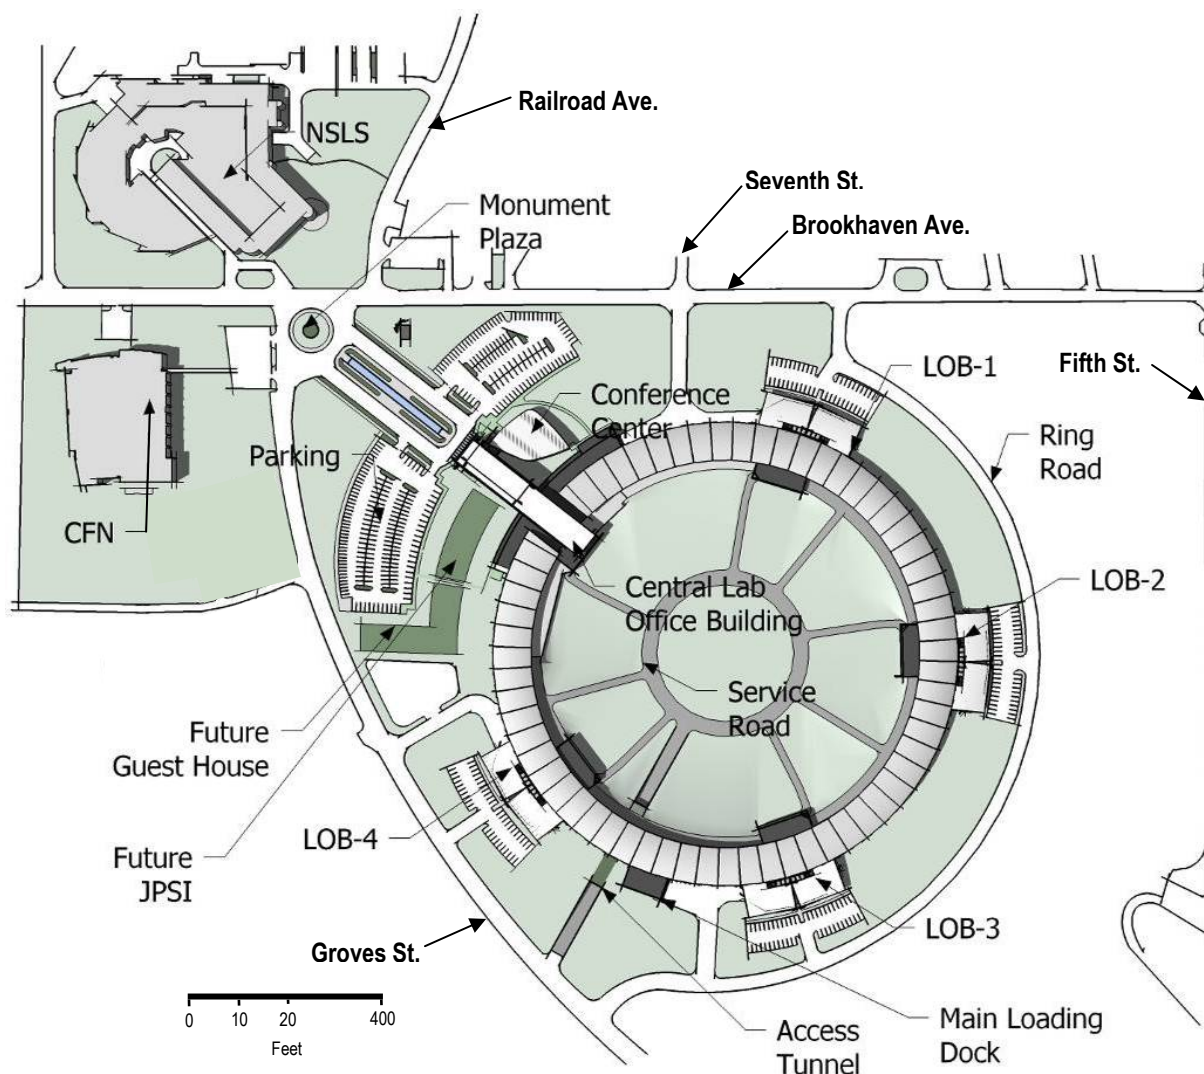 Railroad Ave.
NSLS
Seventh St.
Monument
Plaza
Brookhaven Ave.
LOB-1
Fifth St.
Conference
Center
Ring
Road
Parking
CFN
LOB-2
Central Lab
Office Building
Service
Road
Future
Guest House
LOB-4
Future
JPSI
LOB-3
Groves St.
Main Loading
Dock
Access
Tunnel
0 10 20 400
Feet